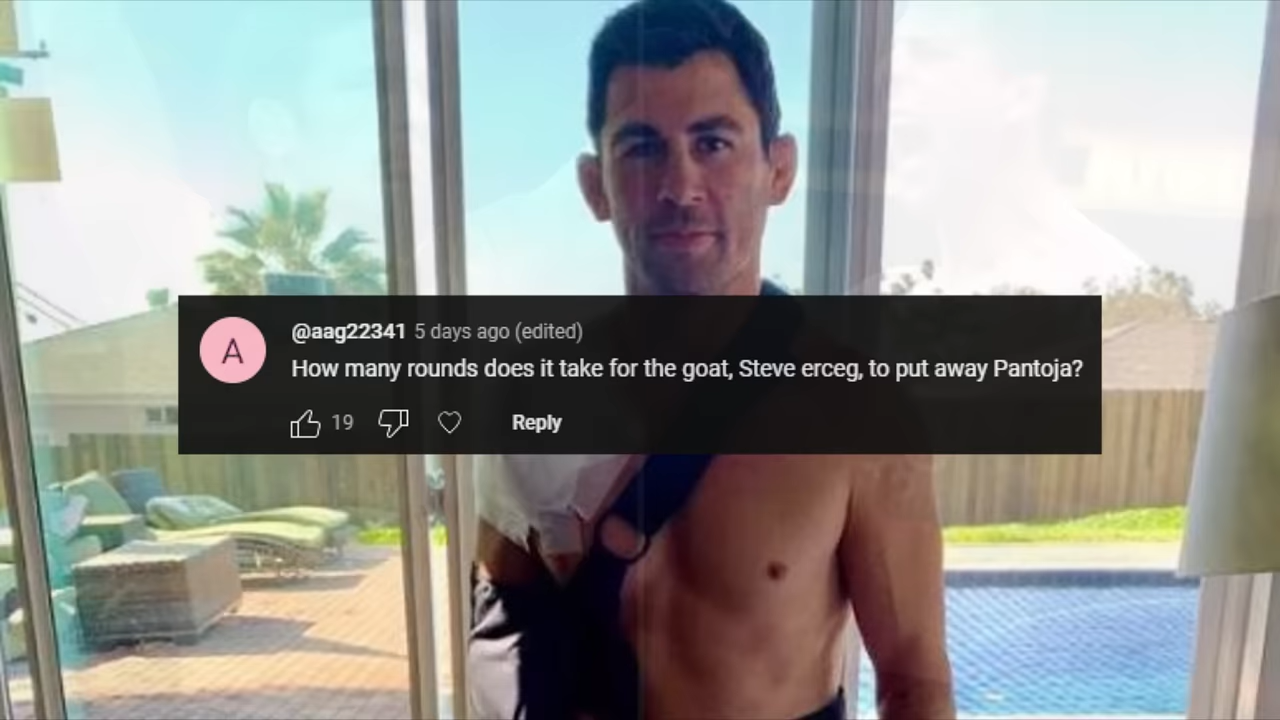 A
@aag22341 5 days ago (edited)
How many rounds does it take for the goat, Steve erceg, to put away Pantoja?
19
Reply